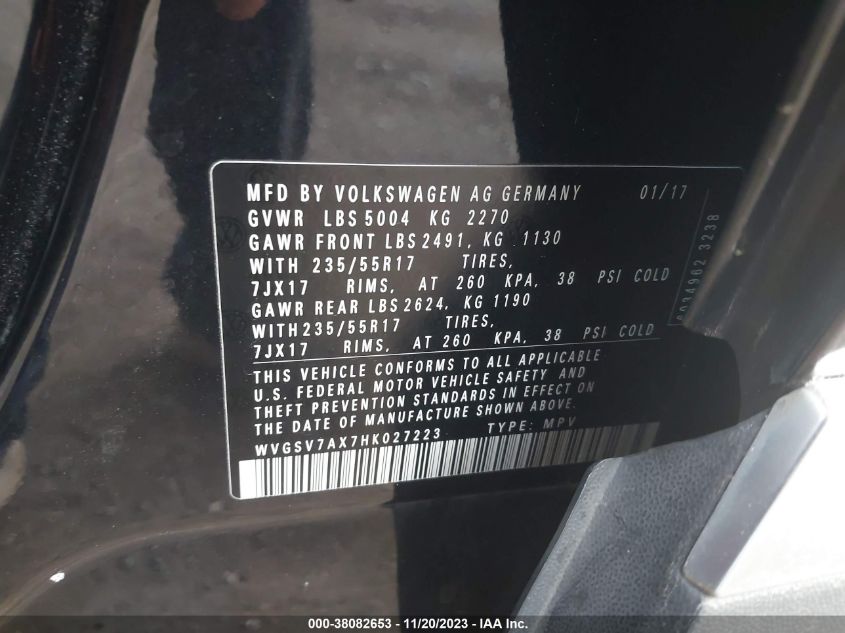 MFD BY VOLKSWAGEN AG GERMANY 01/17
GVWR LBS 5004 KG 2270
GAWR FRONT LBS 2491, KG 1130
WITH 235/55R17 TIRES,
7JX17 RIMS, AT 260 KPA, 38 PSI COLD
GAWR REAR LBS 2624, KG 1190
WITH 235/55R17 TIRES,
7JX17 RIMS, AT 260 KPA, 38 PSI COLD
THIS VEHICLE CONFORMS TO ALL APPLICABLE
U.S. FEDERAL MOTOR VEHICLE SAFETY AND
THEFT PREVENTION STANDARDS IN EFFECT ON
THE DATE OF MANUFACTURE SHOWN ABOVE.
WVGSV7AX7HK027223 TYPE: MPV
3238
000-38082653 - 11/20/2023 - IAA Inc.